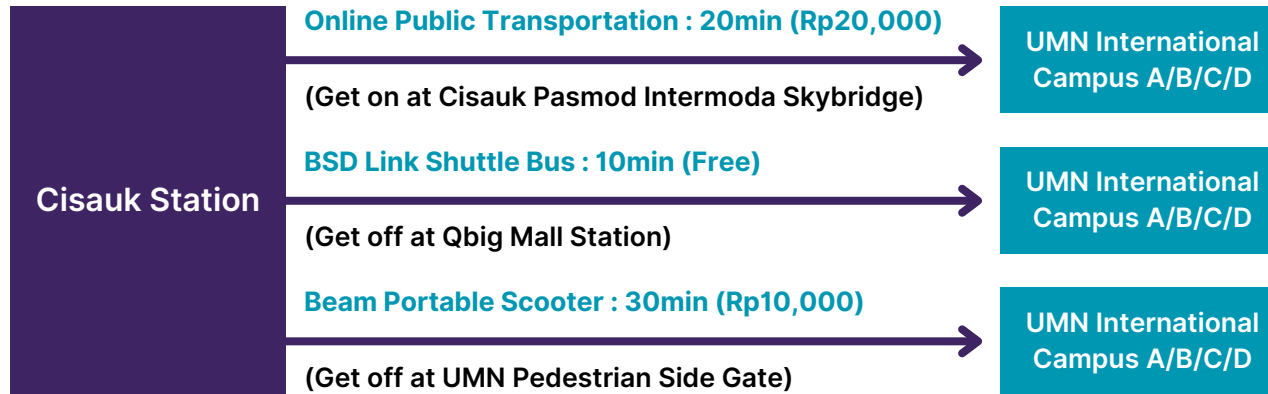 Cisauk Station
Online Public Transportation : 20min (Rp20,000)
(Get on at Cisauk Pasmod Intermoda Skybridge)
UMN International
Campus A/B/C/D
BSD Link Shuttle Bus : 10min (Free)
(Get off at Qbig Mall Station)
UMN International
Campus A/B/C/D
Beam Portable Scooter : 30min (Rp10,000)
(Get off at UMN Pedestrian Side Gate)
UMN International
Campus A/B/C/D